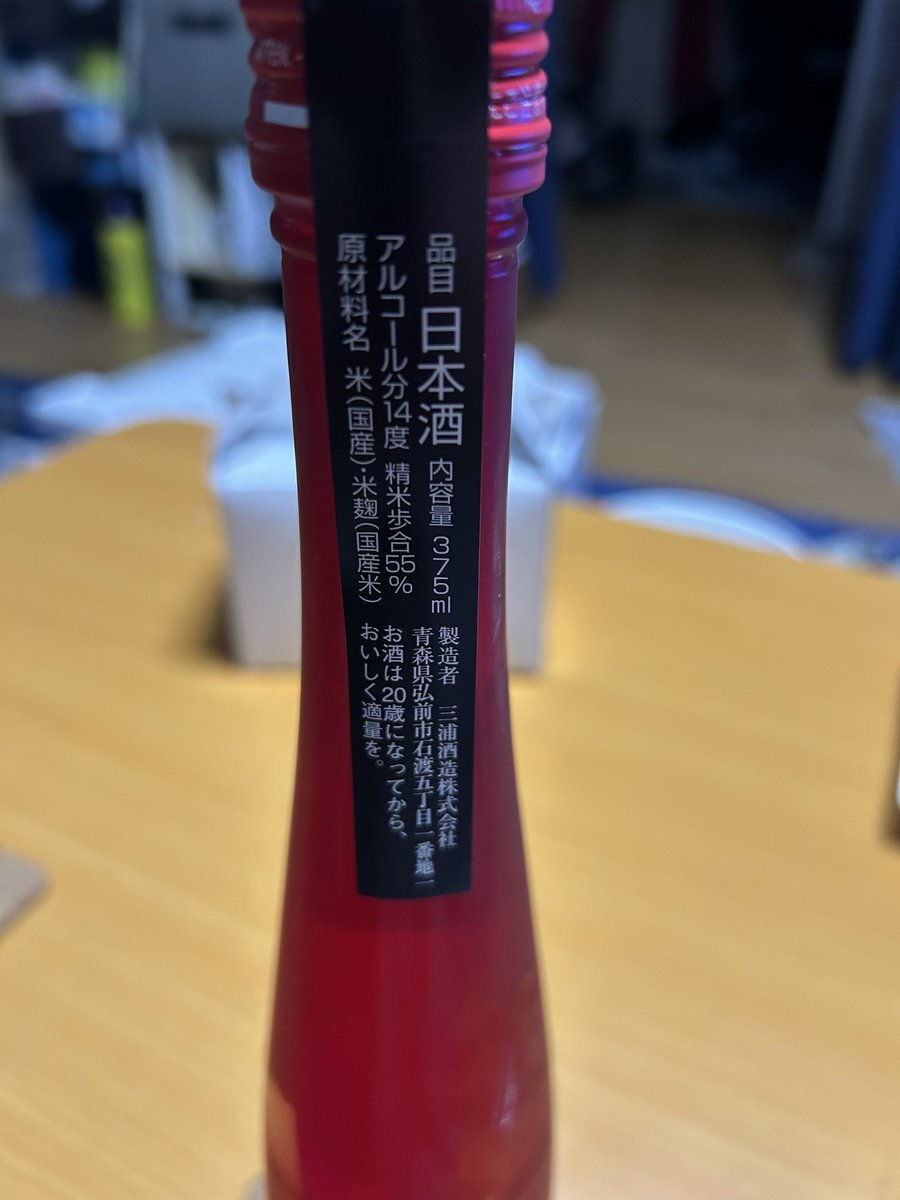 品目 日本酒 内容量 375ml
アルコール分14度 精米歩合55%
原材料名 米(国産)・米麹(国産米)
製造者 三浦酒造株式会社
青森県弘前市石渡五丁目一番地一
お酒は20歳になってから、
おいしく適量を。